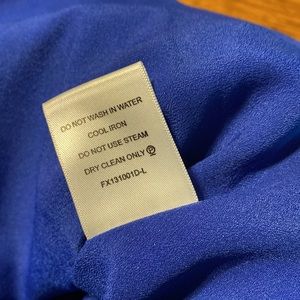 DO NOT WASH IN WATER
COOL IRON
DO NOT USE STEAM
DRY CLEAN ONLY Ⓟ
FX131001D-L